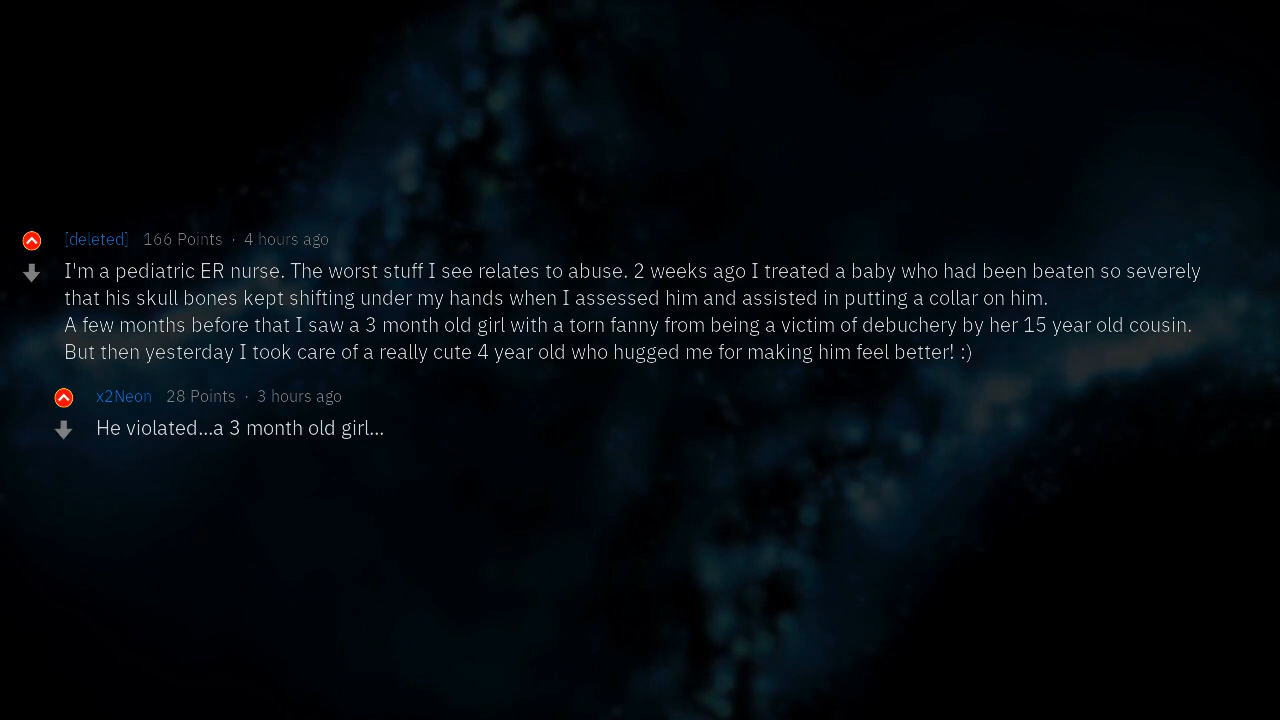 [deleted] 166 Points · 4 hours ago
I'm a pediatric ER nurse. The worst stuff I see relates to abuse. 2 weeks ago I treated a baby who had been beaten so severely
that his skull bones kept shifting under my hands when I assessed him and assisted in putting a collar on him.
A few months before that I saw a 3 month old girl with a torn fanny from being a victim of debuchery by her 15 year old cousin.
But then yesterday I took care of a really cute 4 year old who hugged me for making him feel better! :)
x2Neon 28 Points · 3 hours ago
He violated...a 3 month old girl...